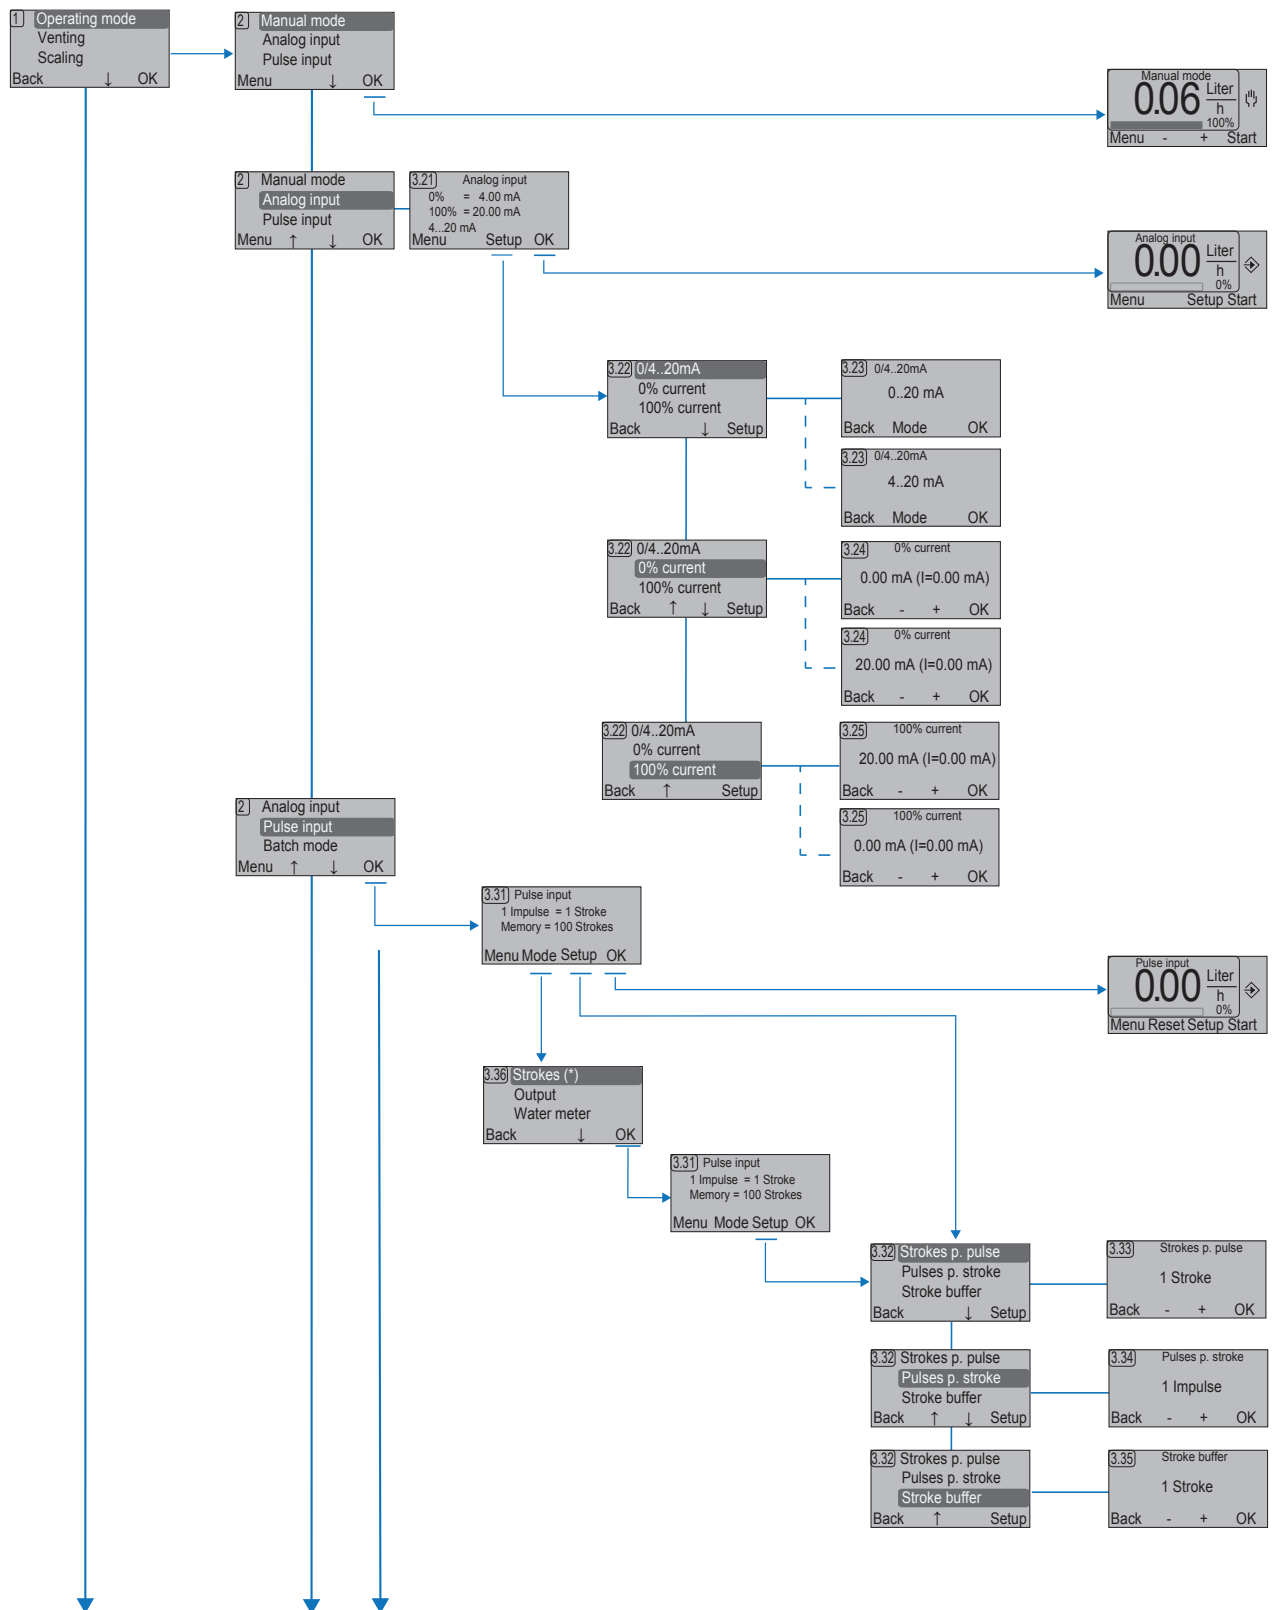 1 Operating mode
Venting
Scaling
Back ↓ OK
2 Manual mode
Analog input
Pulse input
Menu ↓ OK
Manual mode
0.06 Liter
h
100%
Menu - + Start
2 Manual mode
Analog input
Pulse input
Menu ↑ ↓ OK
3.21 Analog input
0% = 4.00 mA
100% = 20.00 mA
4...20 mA
Menu Setup OK
Analog input
0.00 Liter
h
0%
Menu Setup Start
3.22 0/4..20mA
0% current
100% current
Back ↓ Setup
3.23 0/4..20mA
0..20 mA
Back Mode OK
3.23 0/4..20mA
4..20 mA
Back Mode OK
3.22 0/4..20mA
0% current
100% current
Back ↑ ↓ Setup
3.24 0% current
0.00 mA (I=0.00 mA)
Back - + OK
3.24 0% current
20.00 mA (I=0.00 mA)
Back - + OK
3.22 0/4..20mA
0% current
100% current
Back ↑ Setup
3.25 100% current
20.00 mA (I=0.00 mA)
Back - + OK
3.25 100% current
0.00 mA (I=0.00 mA)
Back - + OK
2 Analog input
Pulse input
Batch mode
Menu ↑ ↓ OK
3.31 Pulse input
1 Impulse = 1 Stroke
Memory = 100 Strokes
Menu Mode Setup OK
Pulse input
0.00 Liter
h
0%
Menu Reset Setup Start
3.36 Strokes (*)
Output
Water meter
Back ↓ OK
3.31 Pulse input
1 Impulse = 1 Stroke
Memory = 100 Strokes
Menu Mode Setup OK
3.32 Strokes p. pulse
Pulses p. stroke
Stroke buffer
Back ↓ Setup
3.33 Strokes p. pulse
1 Stroke
Back - + OK
3.32 Strokes p. pulse
Pulses p. stroke
Stroke buffer
Back ↑ ↓ Setup
3.34 Pulses p. stroke
1 Impulse
Back - + OK
3.32 Strokes p. pulse
Pulses p. stroke
Stroke buffer
Back ↑ Setup
3.35 Stroke buffer
1 Stroke
Back - + OK